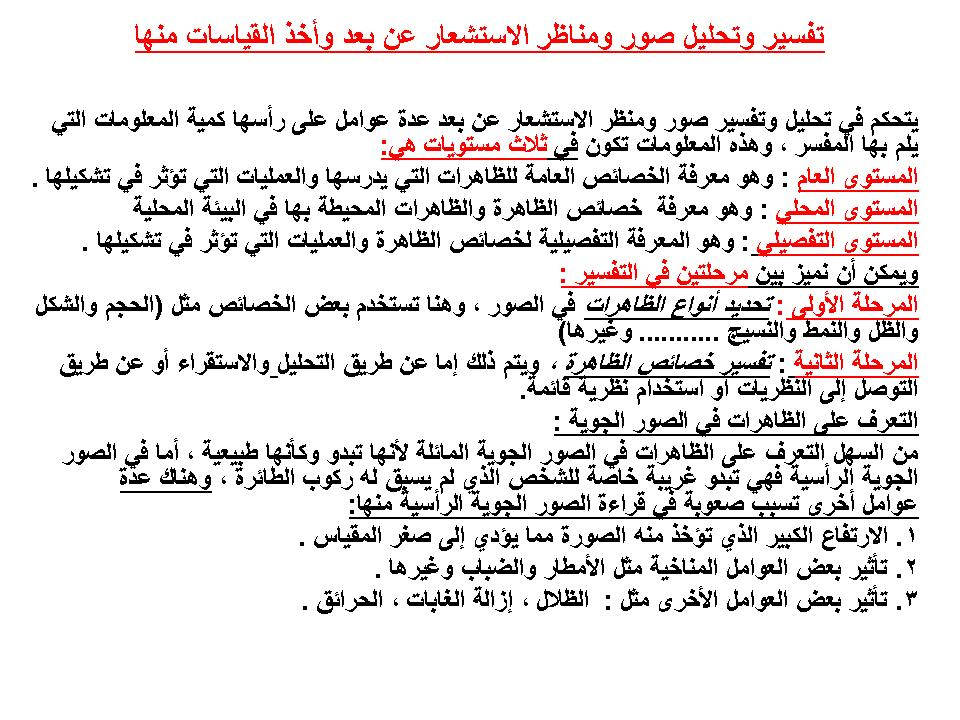 تفسير وتحليل صور ومناظر الاستشعار عن بعد وأخذ القياسات منها
يتحكم في تحليل وتفسير صور ومنظر الاستشعار عن بعد عدة عوامل على رأسها كمية المعلومات التي
يلم بها المفسر ، وهذه المعلومات تكون في ثلاث مستويات هي:
المستوى العام : وهو معرفة الخصائص العامة للظاهرات التي يدرسها والعمليات التي تؤثر في تشكيلها .
المستوى المحلي : وهو معرفة خصائص الظاهرة والظاهرات المحيطة بها في البيئة المحلية
المستوى التفصيلي : وهو المعرفة التفصيلية لخصائص الظاهرة والعمليات التي تؤثر في تشكيلها .
ويمكن أن نميز بين مرحلتين في التفسير :
المرحلة الأولى : تحديد أنواع الظاهرات في الصور ، وهنا تستخدم بعض الخصائص مثل (الحجم والشكل
والظل والنمط والنسيج ........... وغيرها)
المرحلة الثانية : تفسير خصائص الظاهرة ، ويتم ذلك إما عن طريق التحليل والاستقراء أو عن طريق
التوصل إلى النظريات او استخدام نظرية قائمة.
التعرف على الظاهرات في الصور الجوية :
من السهل التعرف على الظاهرات في الصور الجوية المائلة لأنها تبدو وكأنها طبيعية ، أما في الصور
الجوية الرأسية فهي تبدو غريبة خاصة للشخص الذي لم يسبق له ركوب الطائرة ، وهناك عدة
عوامل أخرى تسبب صعوبة في قراءة الصور الجوية الرأسية منها:
١. الارتفاع الكبير الذي تؤخذ منه الصورة مما يؤدي إلى صغر المقياس .
٢. تأثير بعض العوامل المناخية مثل الأمطار والضباب وغيرها .
٣. تأثير بعض العوامل الأخرى مثل : الظلال ، إزالة الغابات ، الحرائق .